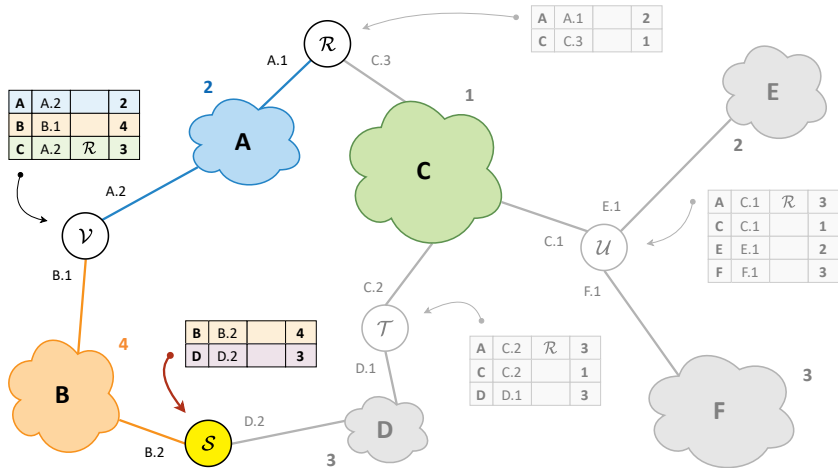 A A.1 2
C C.3 1
ℛ
A.1
C.3
2
1
E
A A.2 2
B B.1 4
C A.2 ℛ 3
A
C
2
A.2
E.1
A C.1 ℛ 3
C C.1 1
E E.1 2
F F.1 3
𝒱
C.1
𝒰
B.1
C.2
F.1
B B.2 4
D D.2 3
𝒯
4
A C.2 ℛ 3
C C.2 1
D D.1 3
D.1
3
B
F
D.2
D
B.2
𝒮
3